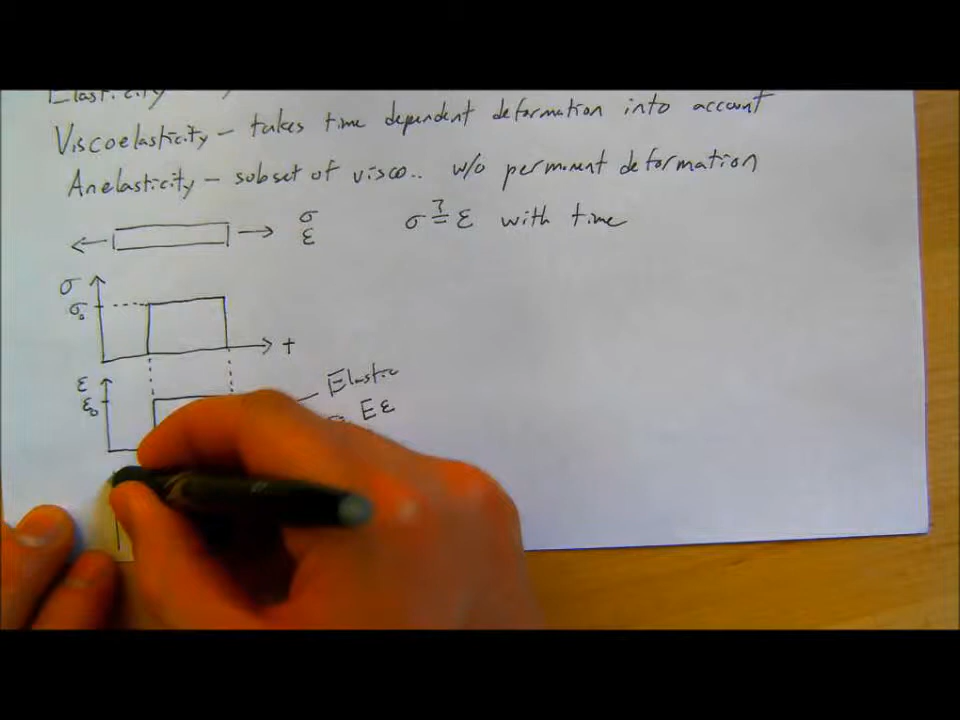 Elasticity
Viscoelasticity – takes time dependent deformation into account
Anelasticity – subset of visco.. w/o permanent deformation
σ
ε
σ ?= ε with time
σ
σ₀
t
ε
ε₀
Elastic
= Eε